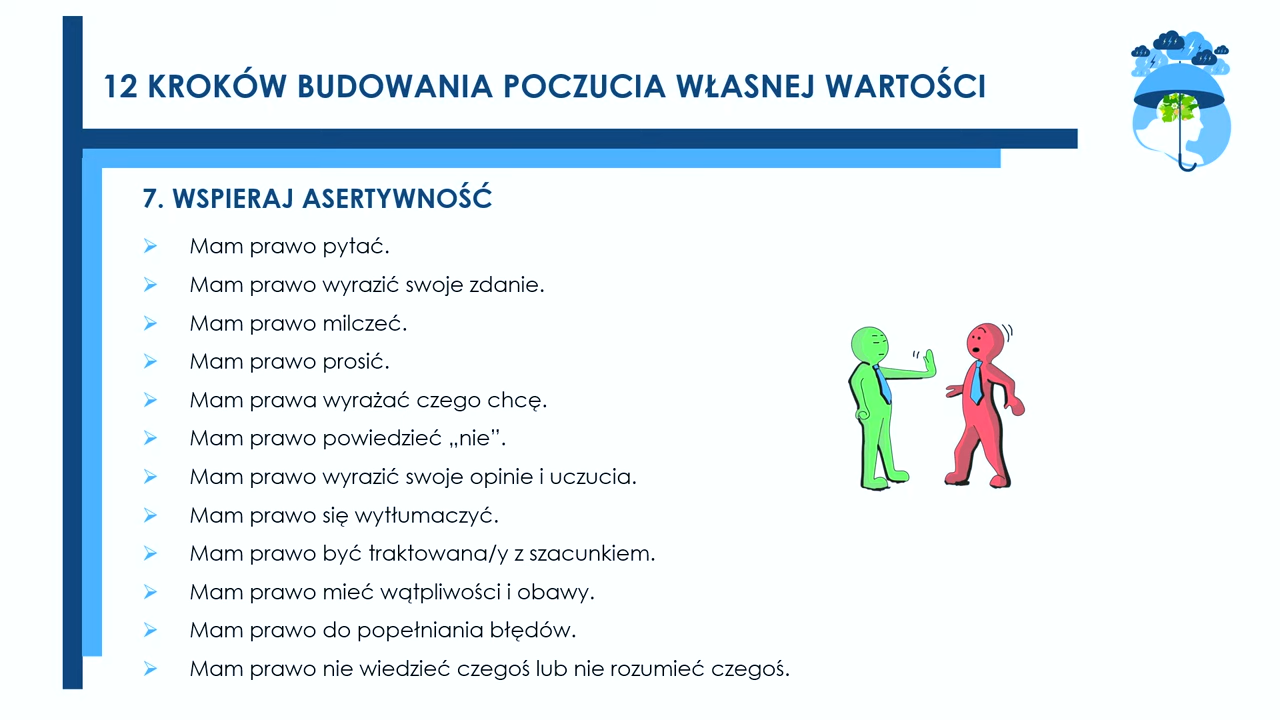 12 KROKÓW BUDOWANIA POCZUCIA WŁASNEJ WARTOŚCI
7. WSPIERAJ ASERTYWNOŚĆ
Mam prawo pytać.
Mam prawo wyrazić swoje zdanie.
Mam prawo milczeć.
Mam prawo prosić.
Mam prawa wyrażać czego chcę.
Mam prawo powiedzieć „nie”.
Mam prawo wyrazić swoje opinie i uczucia.
Mam prawo się wytłumaczyć.
Mam prawo być traktowana/y z szacunkiem.
Mam prawo mieć wątpliwości i obawy.
Mam prawo do popełniania błędów.
Mam prawo nie wiedzieć czegoś lub nie rozumieć czegoś.